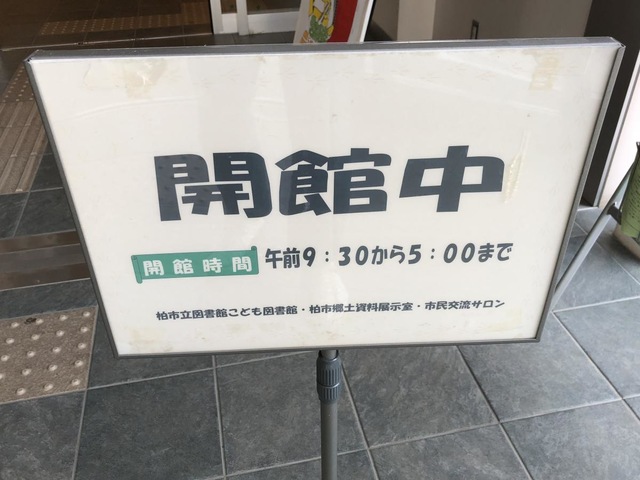 開館中
開館時間 午前9：30から5：00まで
柏市立図書館こども図書館・柏市郷土資料展示室・市民交流サロン